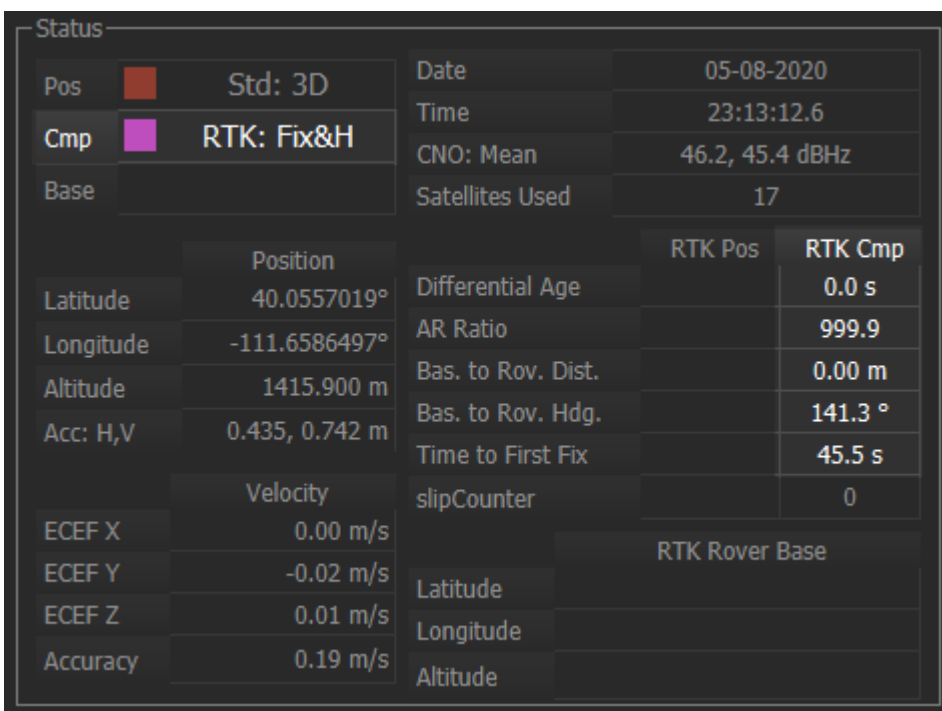 Status
Pos Std: 3D
Cmp RTK: Fix&H
Base
Date 05-08-2020
Time 23:13:12.6
CNO: Mean 46.2, 45.4 dBHz
Satellites Used 17
Position
Latitude 40.0557019°
Longitude -111.6586497°
Altitude 1415.900 m
Acc: H,V 0.435, 0.742 m
RTK Pos RTK Cmp
Differential Age 0.0 s
AR Ratio 999.9
Bas. to Rov. Dist. 0.00 m
Bas. to Rov. Hdg. 141.3 °
Time to First Fix 45.5 s
slipCounter 0
Velocity
ECEF X 0.00 m/s
ECEF Y -0.02 m/s
ECEF Z 0.01 m/s
Accuracy 0.19 m/s
RTK Rover Base
Latitude
Longitude
Altitude